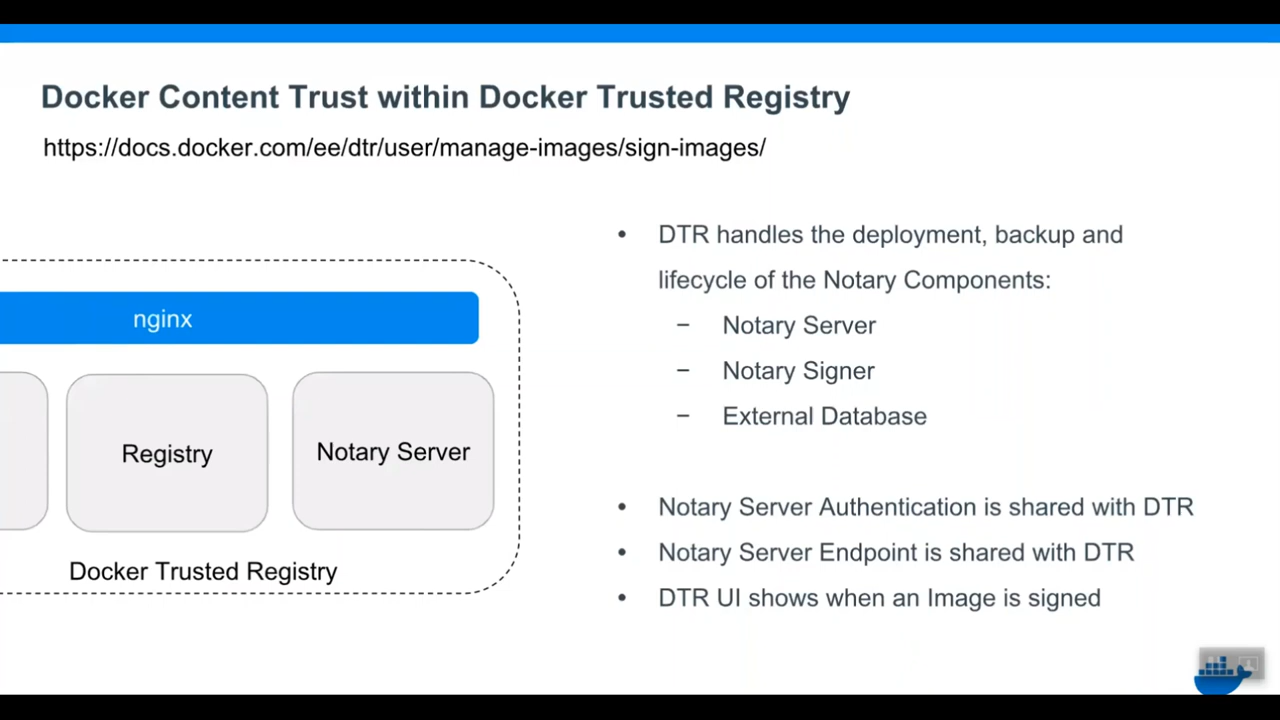 Docker Content Trust within Docker Trusted Registry
https://docs.docker.com/ee/dtr/user/manage-images/sign-images/
nginx
Registry
Notary Server
Docker Trusted Registry
• DTR handles the deployment, backup and
lifecycle of the Notary Components:
− Notary Server
− Notary Signer
− External Database
• Notary Server Authentication is shared with DTR
• Notary Server Endpoint is shared with DTR
• DTR UI shows when an Image is signed